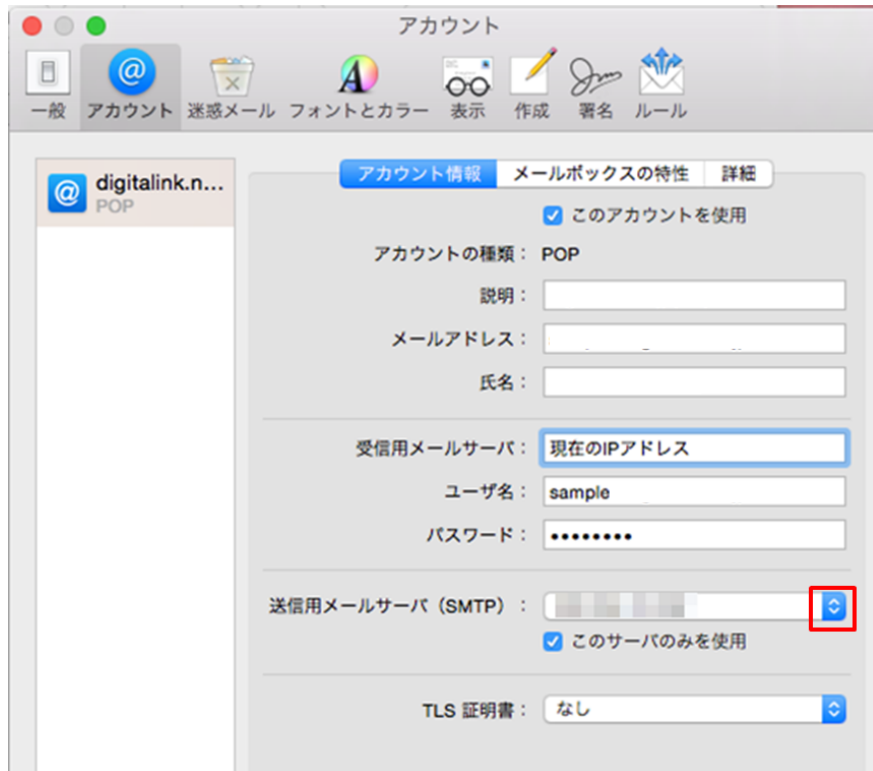 アカウント
一般 アカウント 迷惑メール フォントとカラー 表示 作成 署名 ルール
digitalink.n...
POP
アカウント情報 メールボックスの特性 詳細
このアカウントを使用
アカウントの種類： POP
説明：
メールアドレス：
氏名：
受信用メールサーバ： 現在のIPアドレス
ユーザ名： sample
パスワード： ••••••••
送信用メールサーバ（SMTP）：
このサーバのみを使用
TLS 証明書： なし